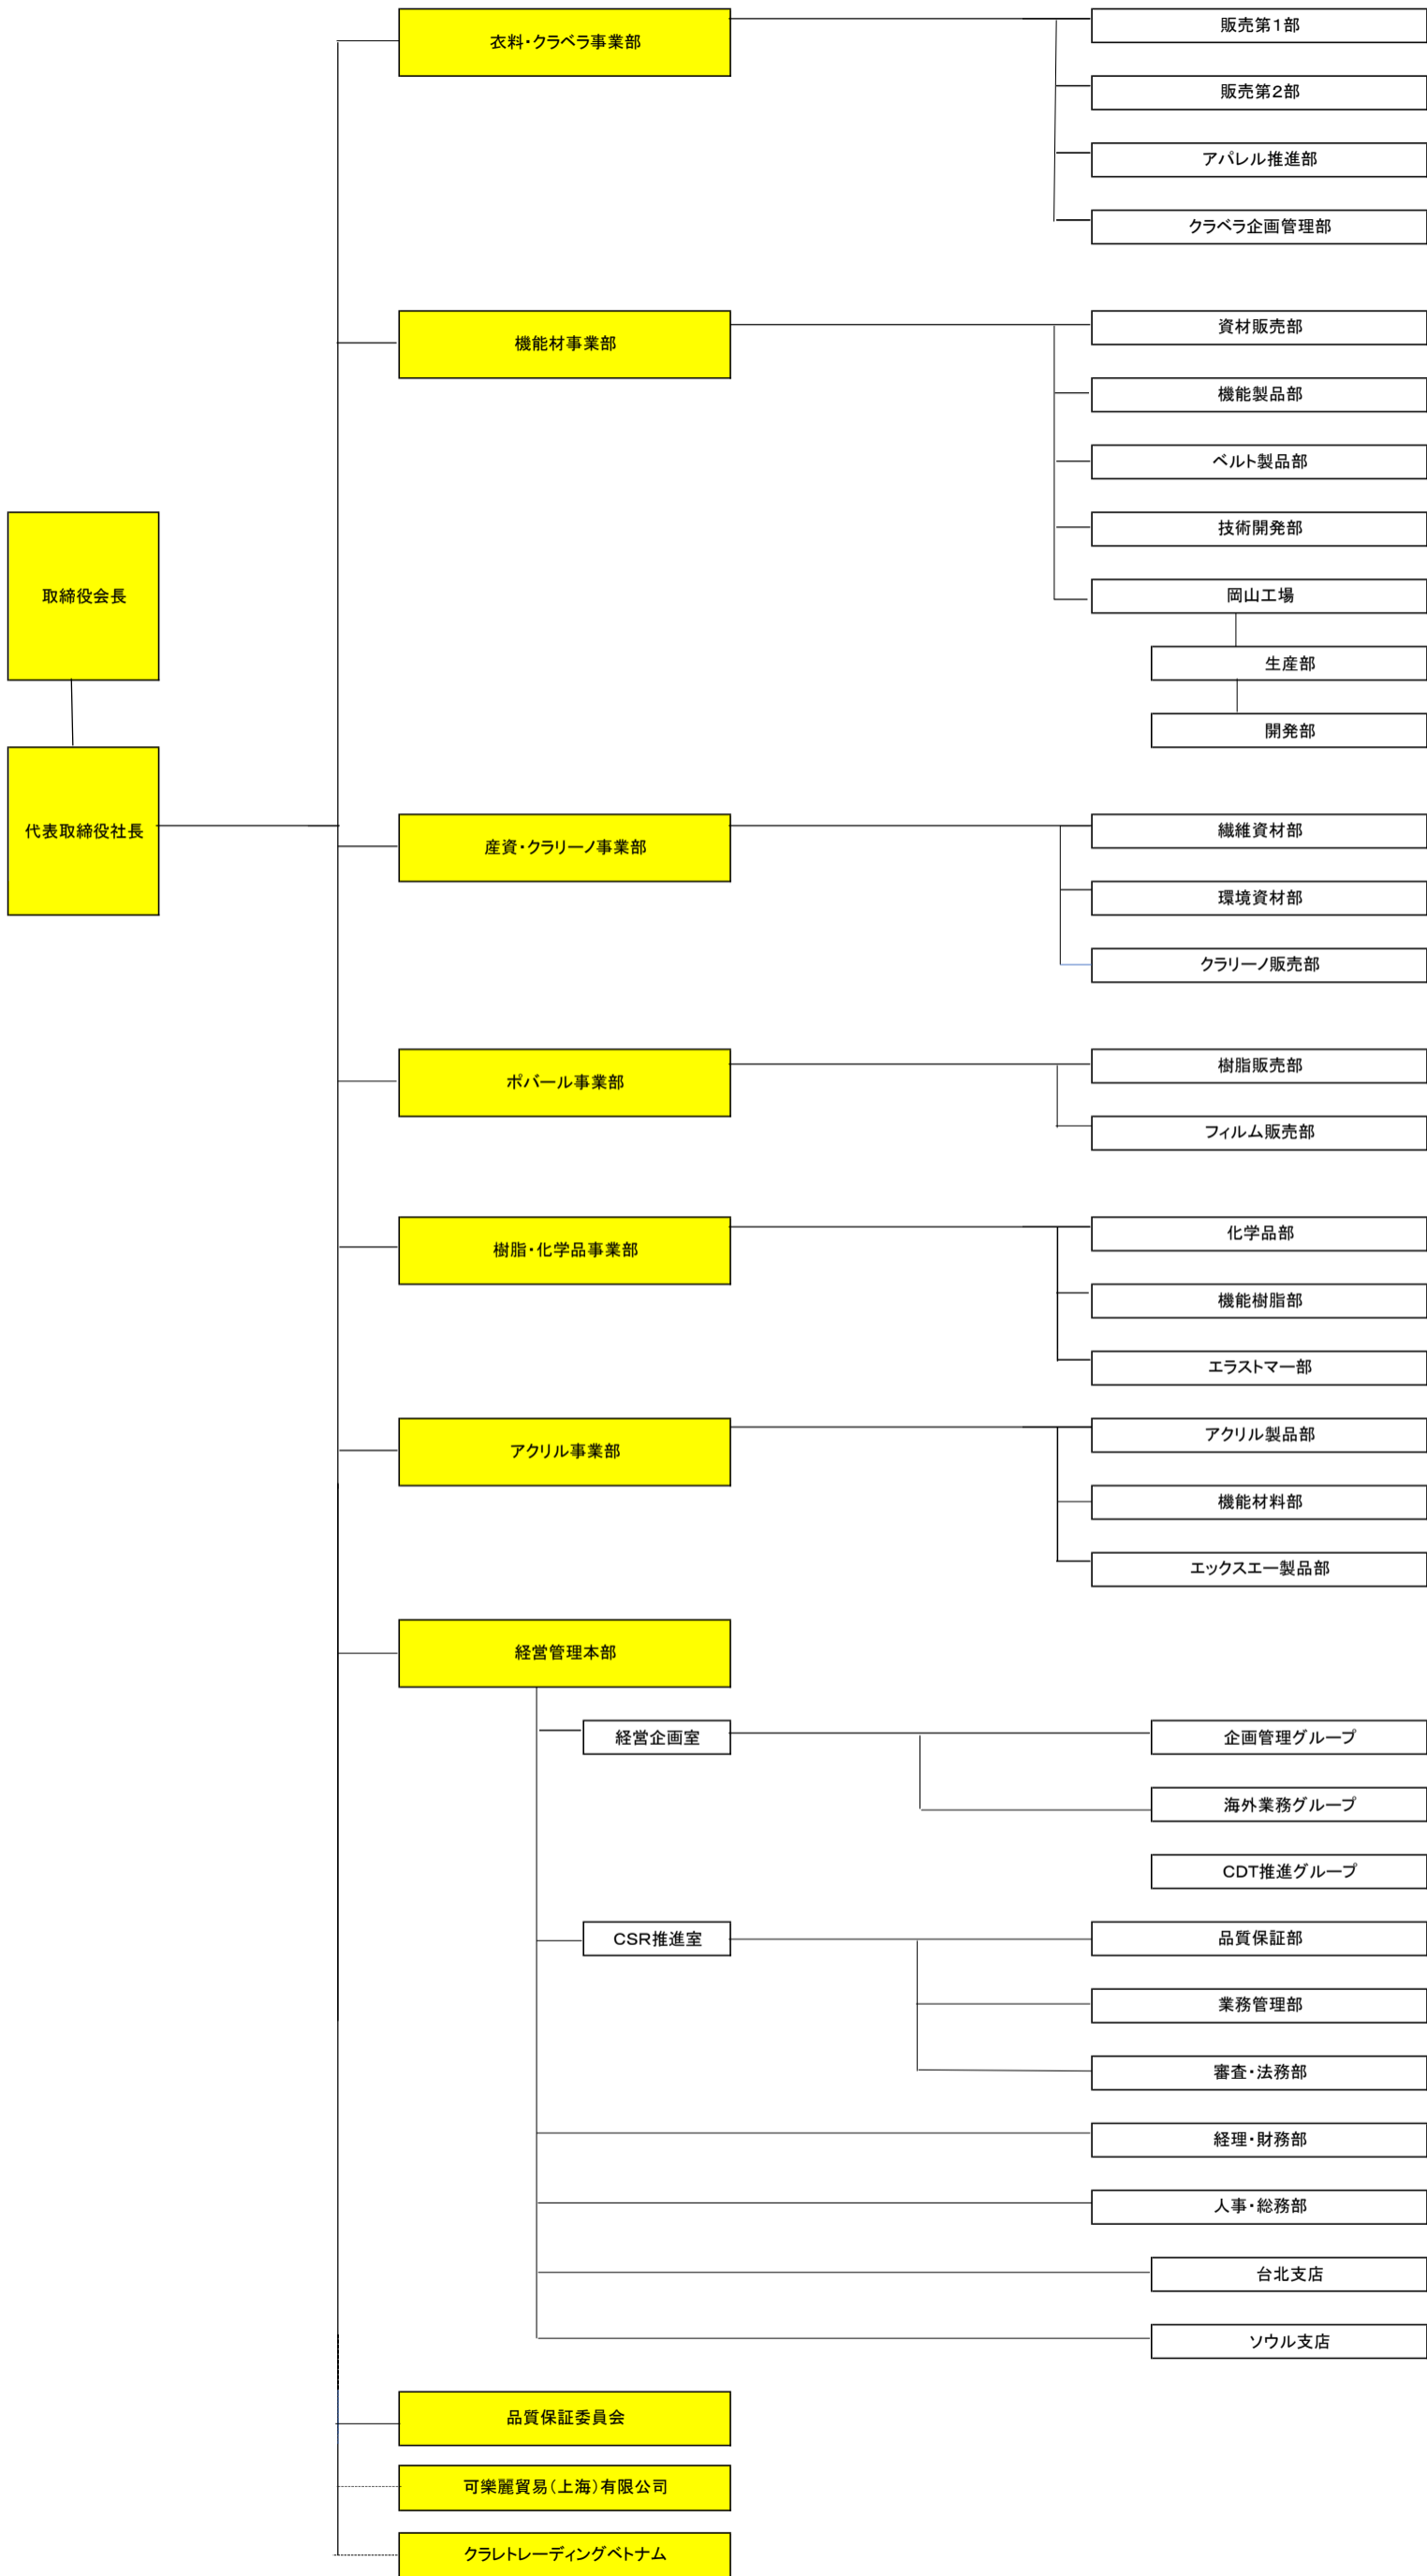 取締役会長
代表取締役社長
衣料・クラベラ事業部
販売第1部
販売第2部
アパレル推進部
クラベラ企画管理部
機能材事業部
資材販売部
機能製品部
ベルト製品部
技術開発部
岡山工場
生産部
開発部
産資・クラリーノ事業部
繊維資材部
環境資材部
クラリーノ販売部
ポバール事業部
樹脂販売部
フィルム販売部
樹脂・化学品事業部
化学品部
機能樹脂部
エラストマー部
アクリル事業部
アクリル製品部
機能材料部
エックスエー製品部
経営管理本部
経営企画室
企画管理グループ
海外業務グループ
CDT推進グループ
CSR推進室
品質保証部
業務管理部
審査・法務部
経理・財務部
人事・総務部
台北支店
ソウル支店
品質保証委員会
可樂麗貿易（上海）有限公司
クラレトレーディングベトナム